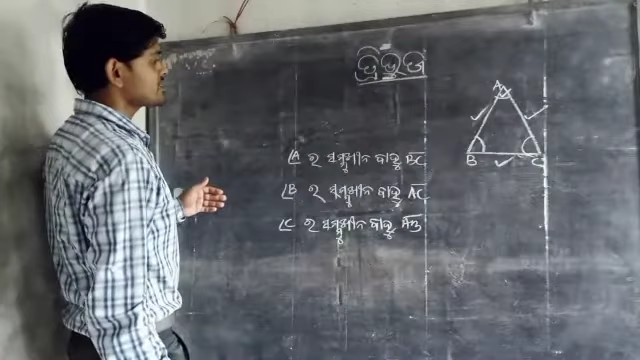 ତ୍ରିଭୁଜ
A
B C
∠A ର ସମ୍ମୁଖୀନ ବାହୁ BC
∠B ର ସମ୍ମୁଖୀନ ବାହୁ AC
∠C ର ସମ୍ମୁଖୀନ ବାହୁ AB